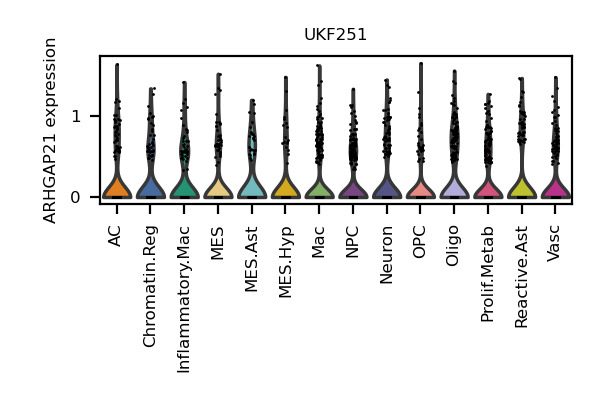 UKF251
ARHGAP21 expression
1
0
AC
Chromatin.Reg
Inflammatory.Mac
MES
MES.Ast
MES.Hyp
Mac
NPC
Neuron
OPC
Oligo
Prolif.Metab
Reactive.Ast
Vasc